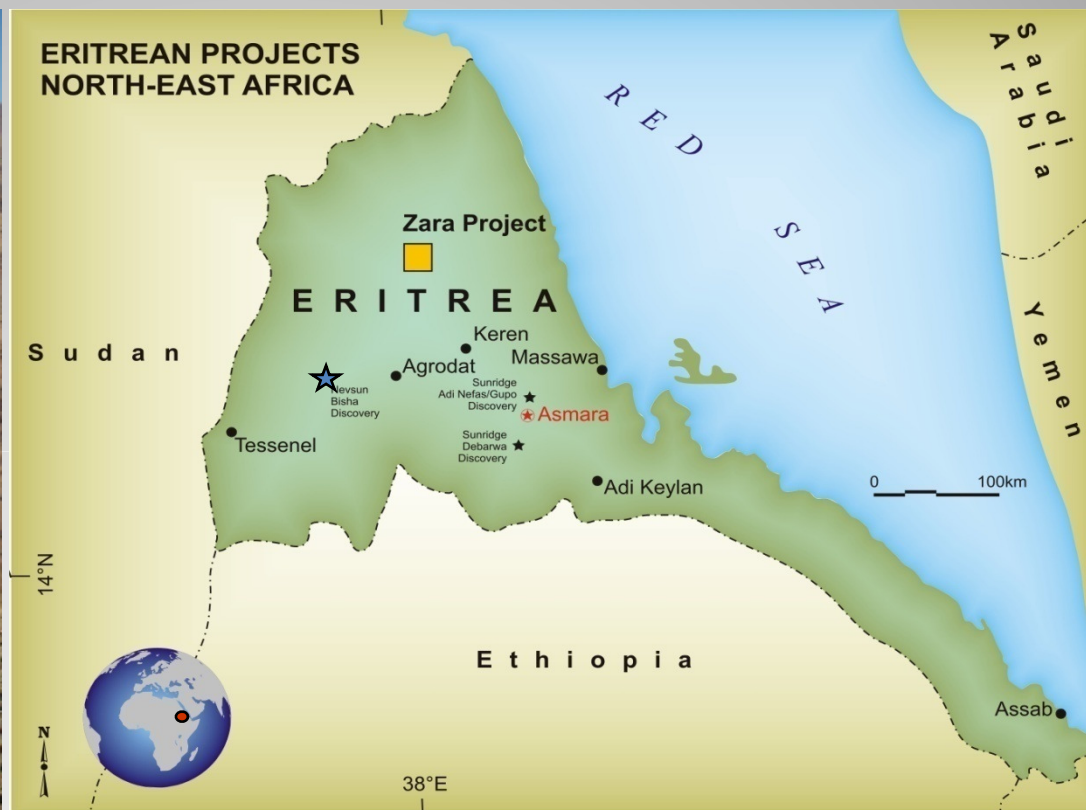 ERITREAN PROJECTS
NORTH-EAST AFRICA
Saudi
Arabia
RED SEA
Zara Project
ERITREA
Sudan
Keren
Massawa
Agrodat
Nevsun
Bisha
Discovery
Sunridge
Adi Nefas/Gupo
Discovery
Asmara
Yemen
Tessenel
Sunridge
Debarwa
Discovery
Adi Keylan
0 100km
14°N
Ethiopia
Assab
N
38°E